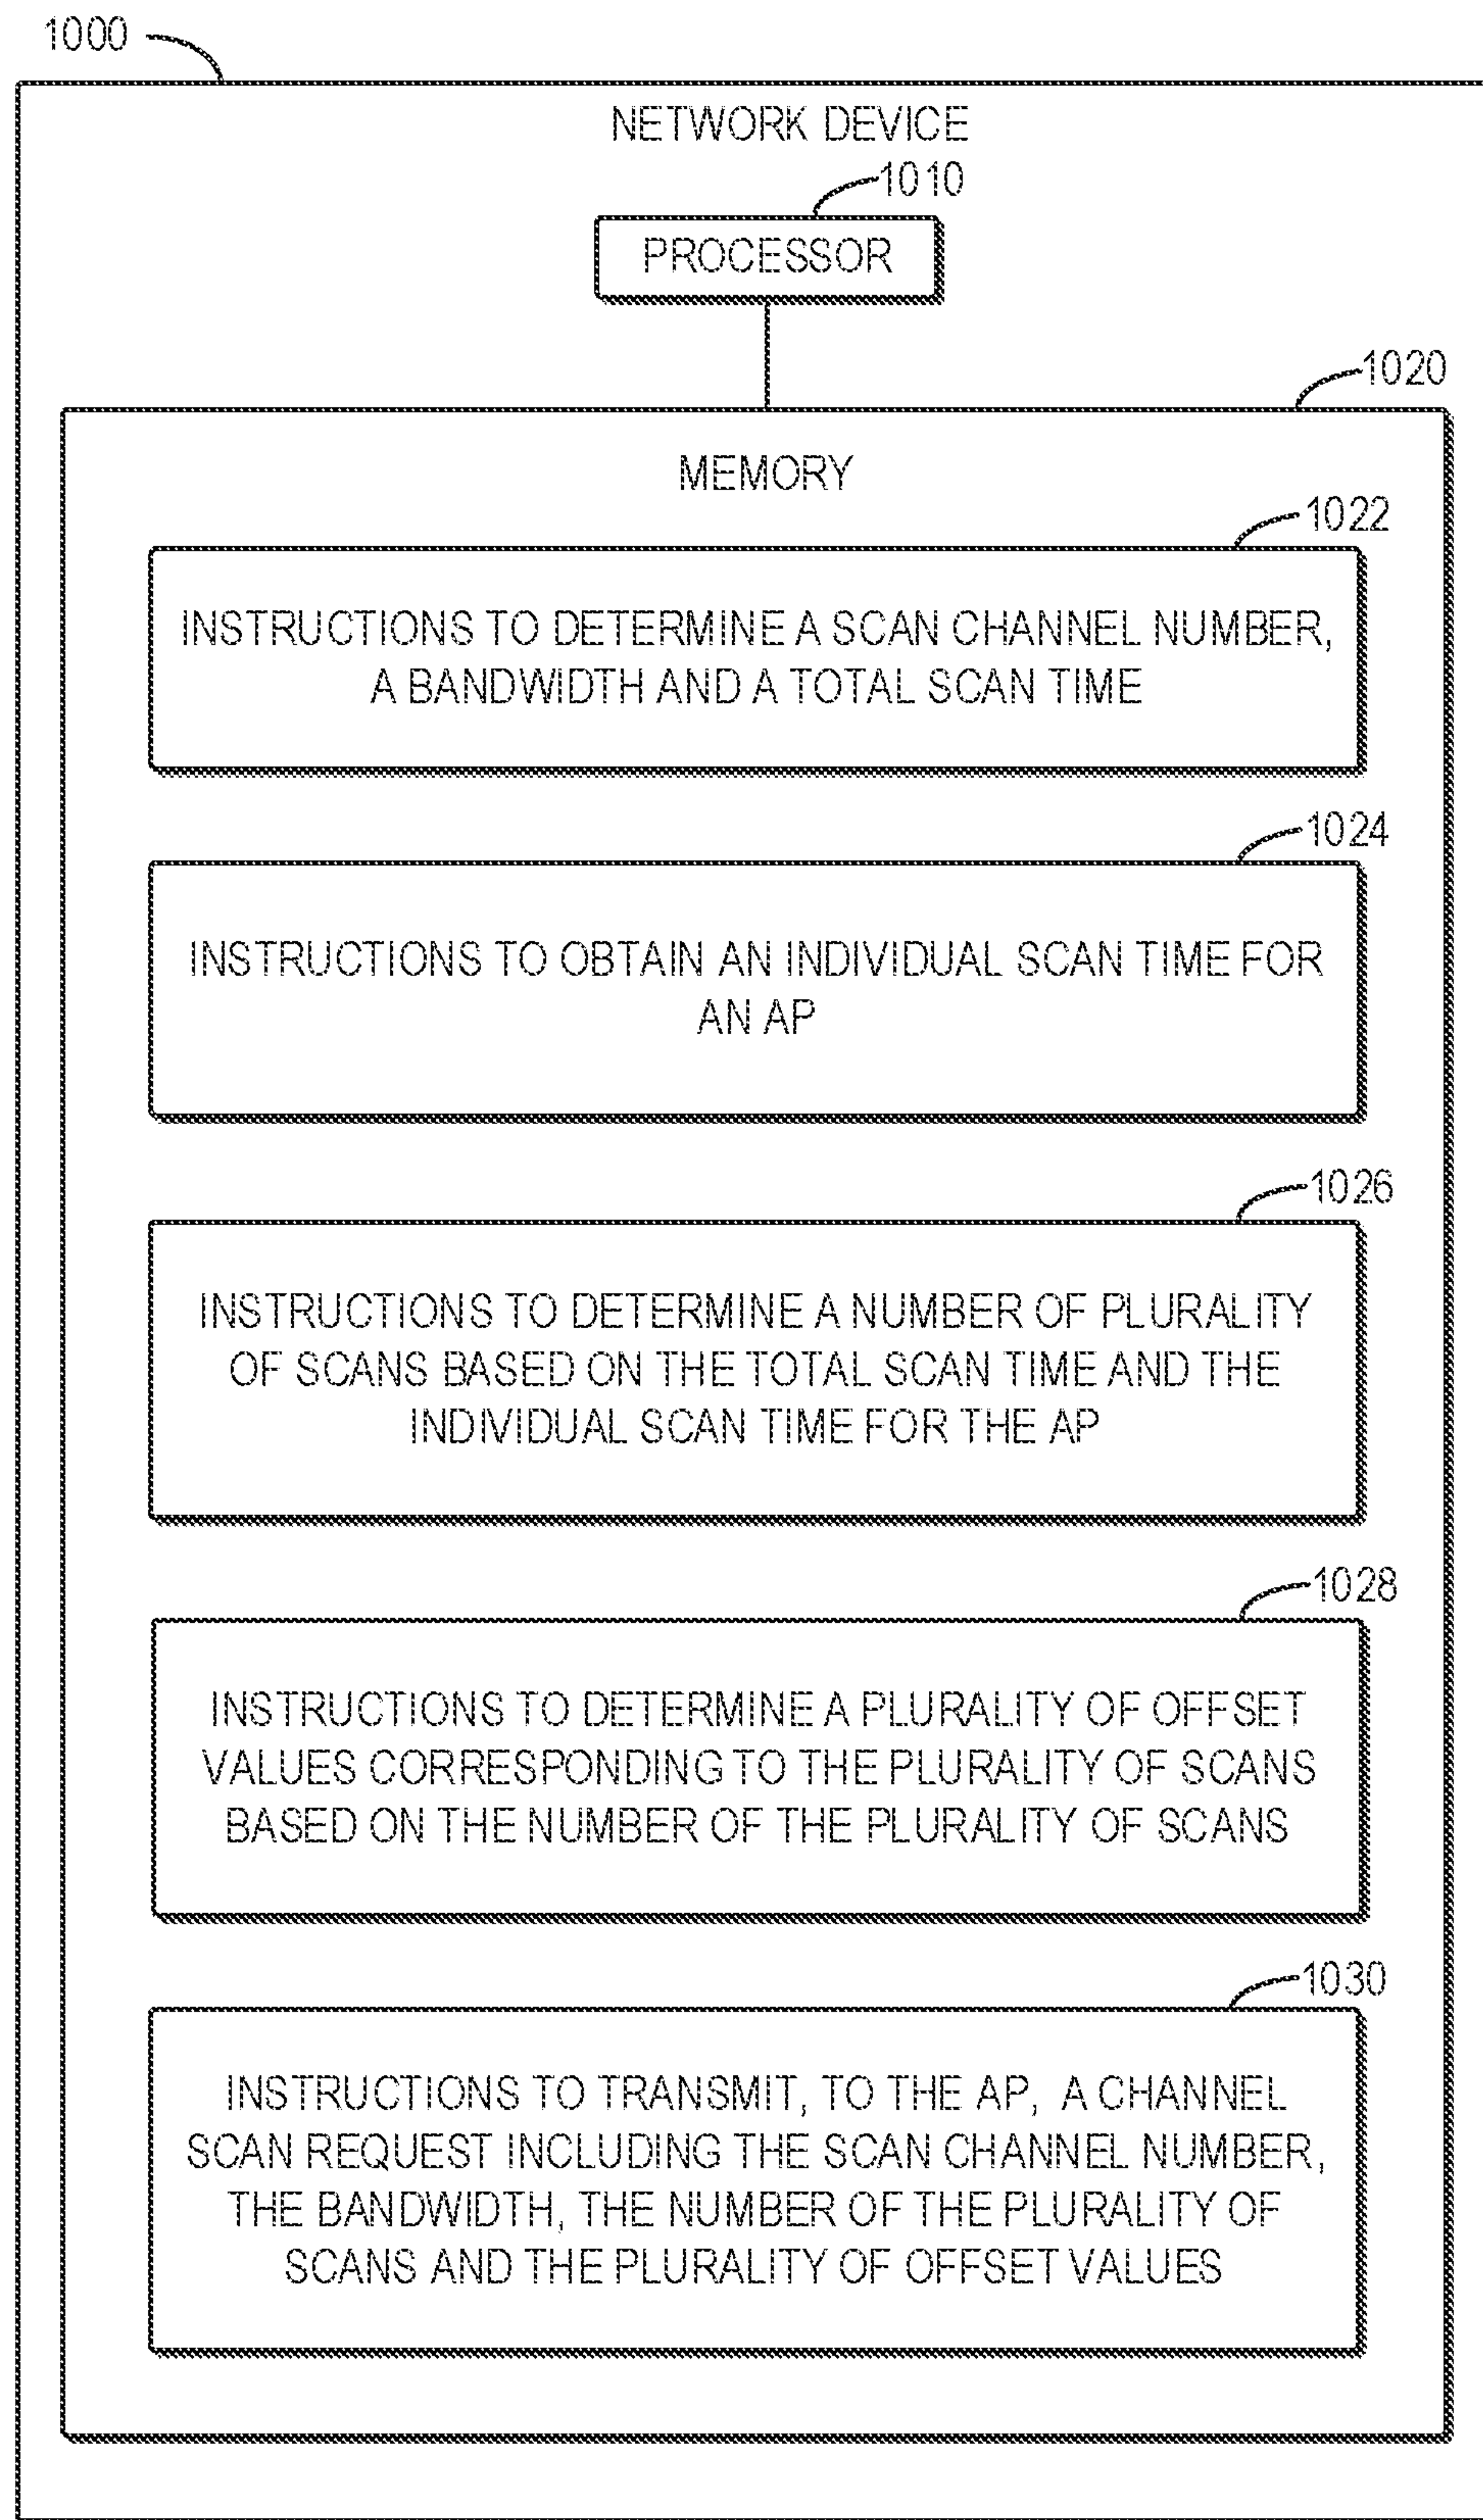 1000
NETWORK DEVICE
1010
PROCESSOR
1020
MEMORY
1022
INSTRUCTIONS TO DETERMINE A SCAN CHANNEL NUMBER,
A BANDWIDTH AND A TOTAL SCAN TIME
1024
INSTRUCTIONS TO OBTAIN AN INDIVIDUAL SCAN TIME FOR
AN AP
1026
INSTRUCTIONS TO DETERMINE A NUMBER OF PLURALITY
OF SCANS BASED ON THE TOTAL SCAN TIME AND THE
INDIVIDUAL SCAN TIME FOR THE AP
1028
INSTRUCTIONS TO DETERMINE A PLURALITY OF OFFSET
VALUES CORRESPONDING TO THE PLURALITY OF SCANS
BASED ON THE NUMBER OF THE PLURALITY OF SCANS
1030
INSTRUCTIONS TO TRANSMIT, TO THE AP, A CHANNEL
SCAN REQUEST INCLUDING THE SCAN CHANNEL NUMBER,
THE BANDWIDTH, THE NUMBER OF THE PLURALITY OF
SCANS AND THE PLURALITY OF OFFSET VALUES